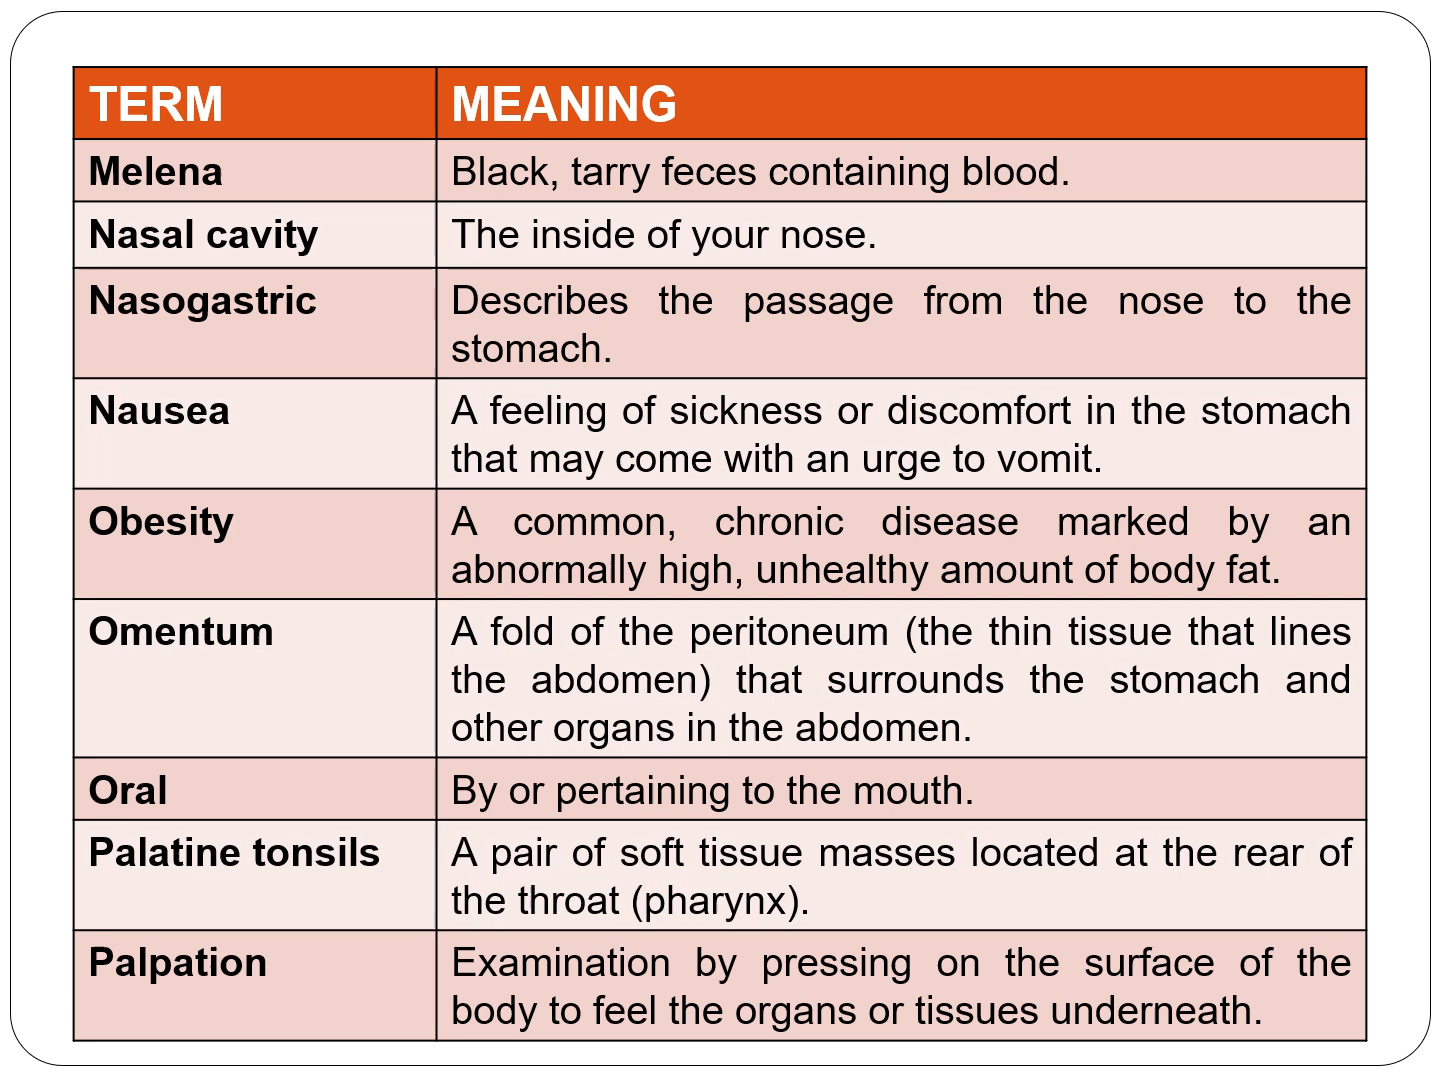 TERM
MEANING
Melena
Black, tarry feces containing blood.
Nasal cavity
The inside of your nose.
Nasogastric
Describes the passage from the nose to the
stomach.
Nausea
A feeling of sickness or discomfort in the stomach
that may come with an urge to vomit.
Obesity
A common, chronic disease marked by an
abnormally high, unhealthy amount of body fat.
Omentum
A fold of the peritoneum (the thin tissue that lines
the abdomen) that surrounds the stomach and
other organs in the abdomen.
Oral
By or pertaining to the mouth.
Palatine tonsils
A pair of soft tissue masses located at the rear of
the throat (pharynx).
Palpation
Examination by pressing on the surface of the
body to feel the organs or tissues underneath.